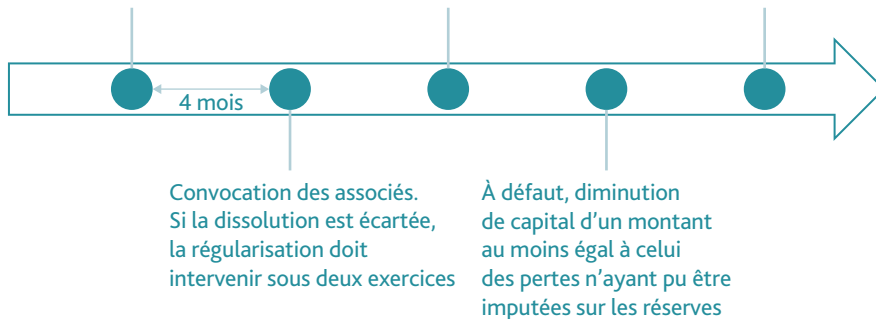 4 mois
Convocation des associés.
Si la dissolution est écartée,
la régularisation doit
intervenir sous deux exercices
À défaut, diminution
de capital d’un montant
au moins égal à celui
des pertes n’ayant pu être
imputées sur les réserves